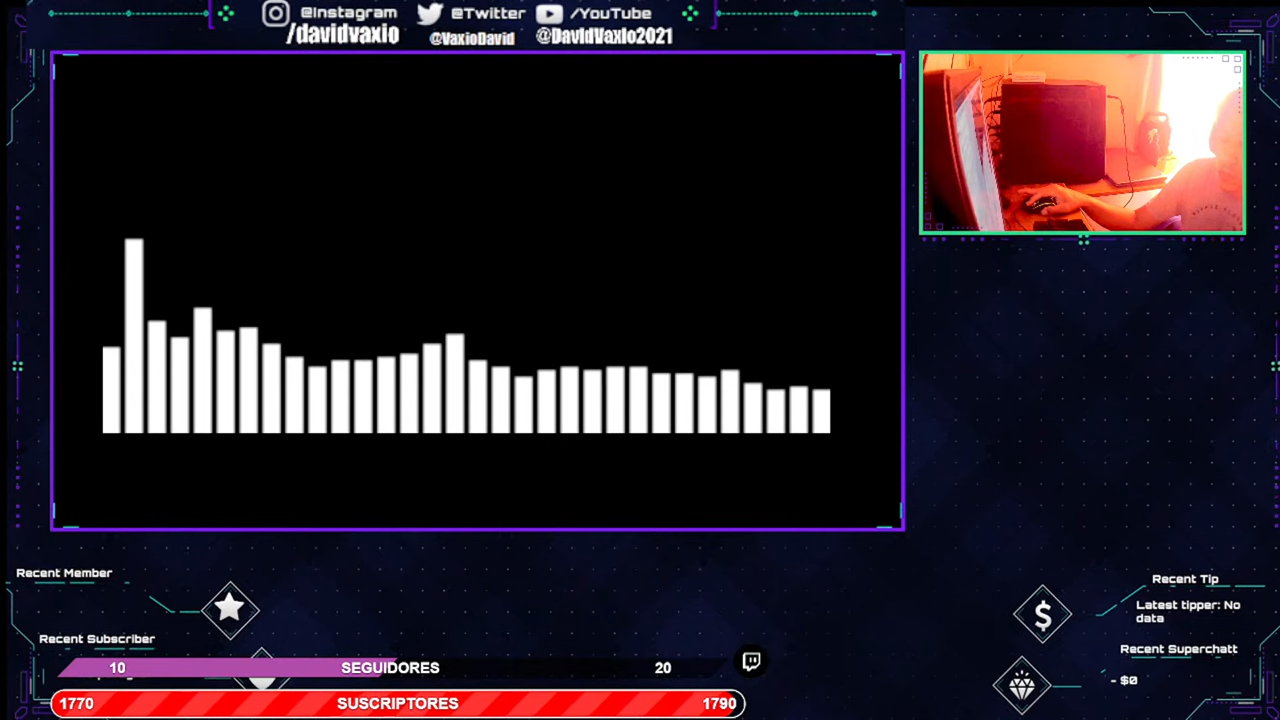 @Instagram @Twitter /YouTube
/davidvaxio @VaxioDavid @DavidVaxio2021
Recent Member
Recent Subscriber
10 SEGUIDORES 20
1770 SUSCRIPTORES 1790
Recent Tip
Latest tipper: No
data
Recent Superchatt
- $0